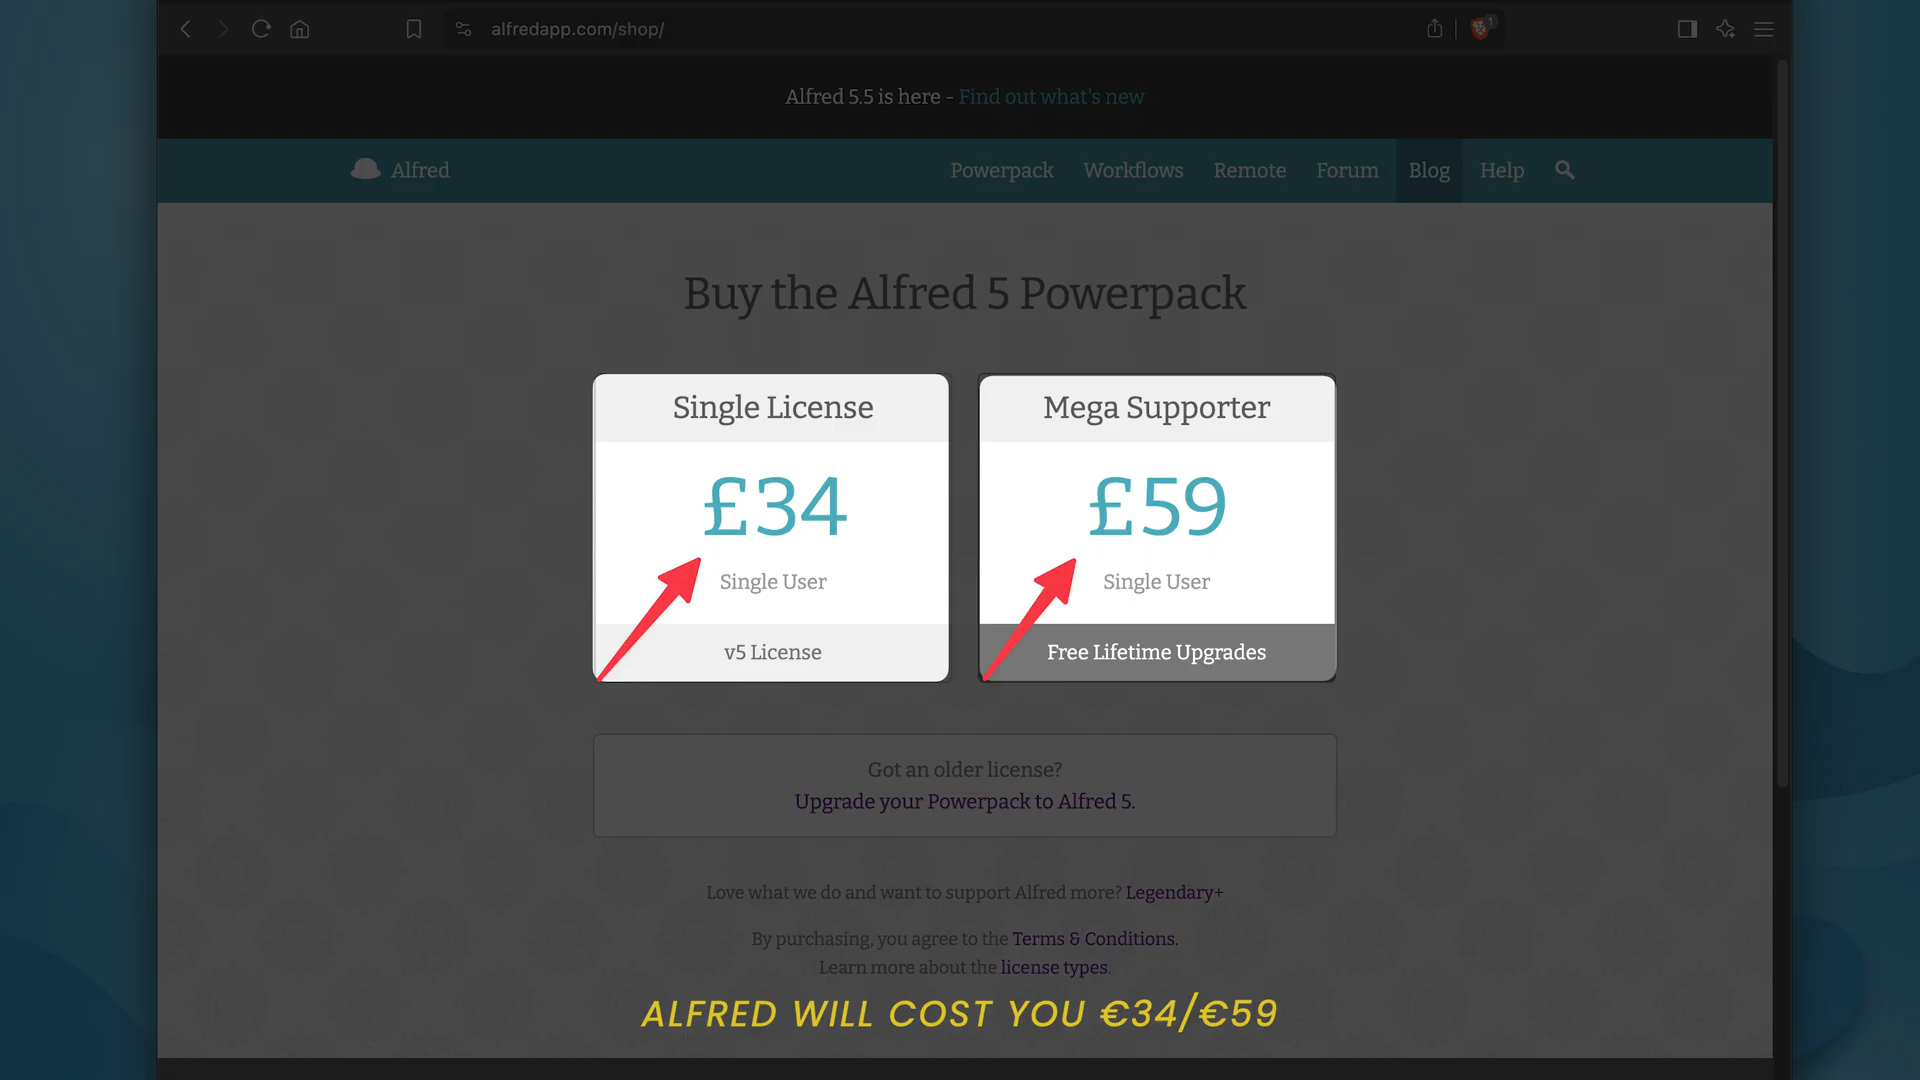 alfredapp.com/shop/
1
Alfred 5.5 is here - Find out what's new
Alfred
Powerpack Workflows Remote Forum Blog Help
Buy the Alfred 5 Powerpack
Single License
£34
Single User
v5 License
Mega Supporter
£59
Single User
Free Lifetime Upgrades
Got an older license?
Upgrade your Powerpack to Alfred 5.
Love what we do and want to support Alfred more? Legendary+
By purchasing, you agree to the Terms & Conditions.
Learn more about the license types.
ALFRED WILL COST YOU €34/€59